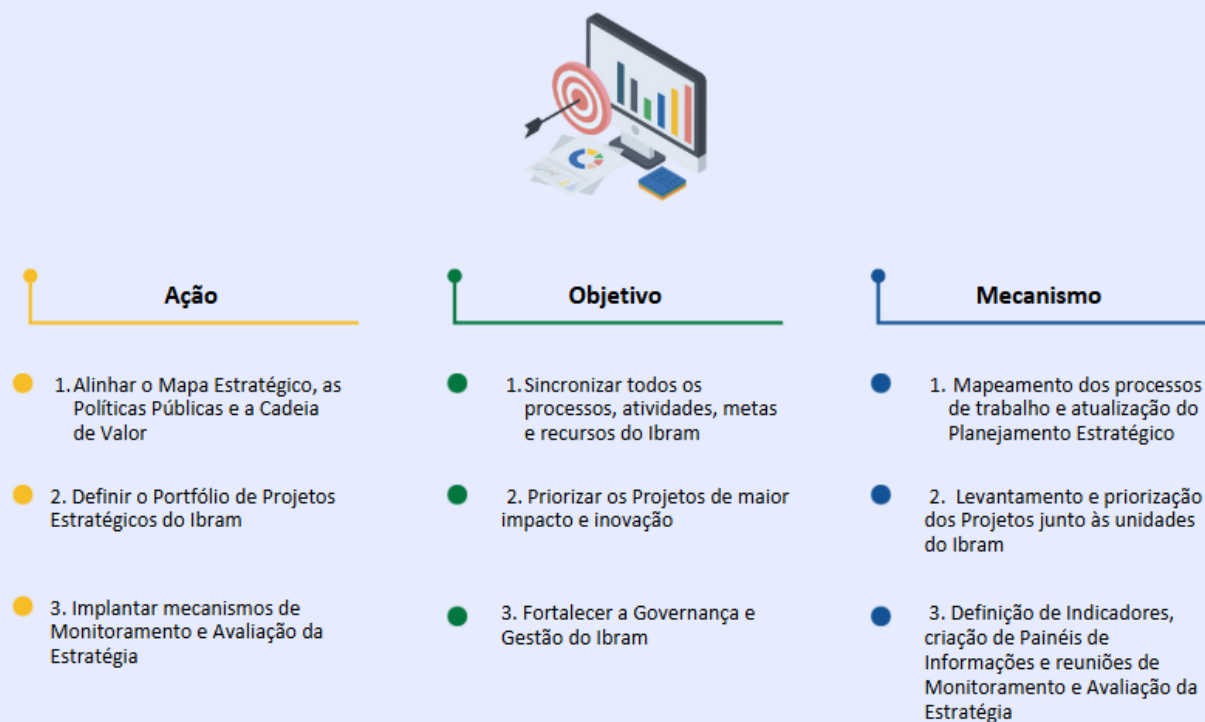 Ação
1. Alinhar o Mapa Estratégico, as
Políticas Públicas e a Cadeia
de Valor
2. Definir o Portfólio de Projetos
Estratégicos do Ibram
3. Implantar mecanismos de
Monitoramento e Avaliação da
Estratégia
Objetivo
1. Sincronizar todos os
processos, atividades, metas
e recursos do Ibram
2. Priorizar os Projetos de maior
impacto e inovação
3. Fortalecer a Governança e
Gestão do Ibram
Mecanismo
1. Mapeamento dos processos
de trabalho e atualização do
Planejamento Estratégico
2. Levantamento e priorização
dos Projetos junto às unidades
do Ibram
3. Definição de Indicadores,
criação de Painéis de
Informações e reuniões de
Monitoramento e Avaliação da
Estratégia